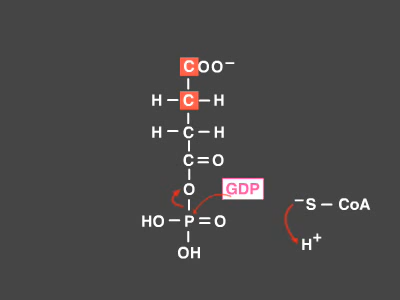 COO⁻
H – C – H
H – C – H
C = O
O
GDP
⁻S – CoA
HO – P = O
H⁺
OH